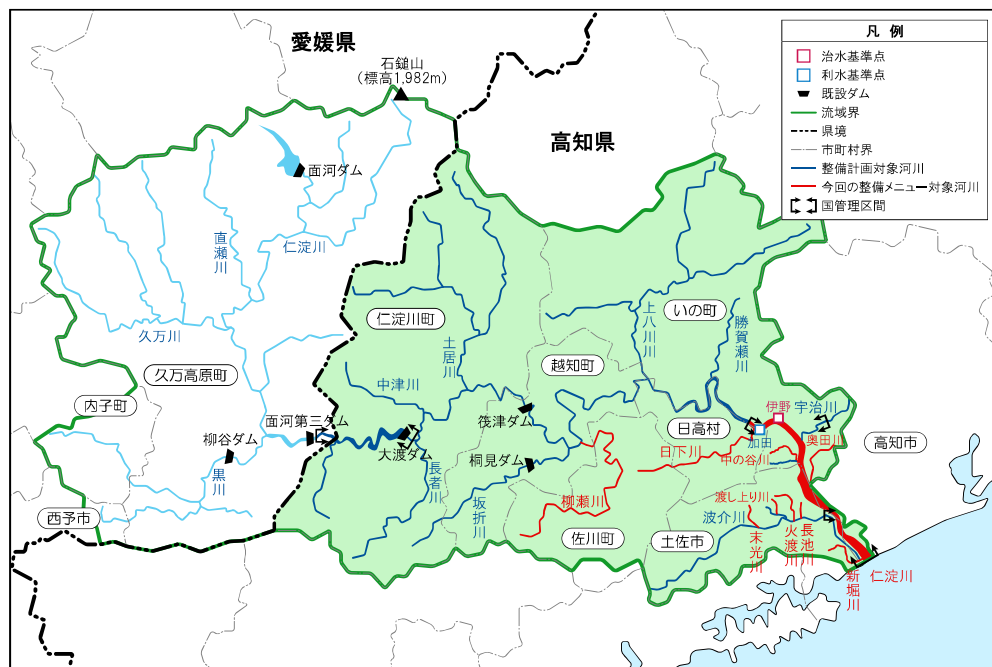 愛媛県
石鎚山
(標高1,982m)
高知県
凡例
治水基準点
利水基準点
既設ダム
流域界
県境
市町村界
整備計画対象河川
今回の整備メニュー対象河川
国管理区間
面河ダム
直瀬川
仁淀川
久万川
久万高原町
内子町
面河第三ダム
柳谷ダム
黒川
西予市
仁淀川町
土居川
中津川
大渡ダム
長者川
坂折川
筏津ダム
桐見ダム
越知町
柳瀬川
佐川町
上八川川
いの町
勝賀瀬川
伊野
宇治川
加田
奥田川
日高村
日下川
中の谷川
高知市
渡し上り川
波介川
土佐市
末光川
火渡川
長池川
新堀川
仁淀川